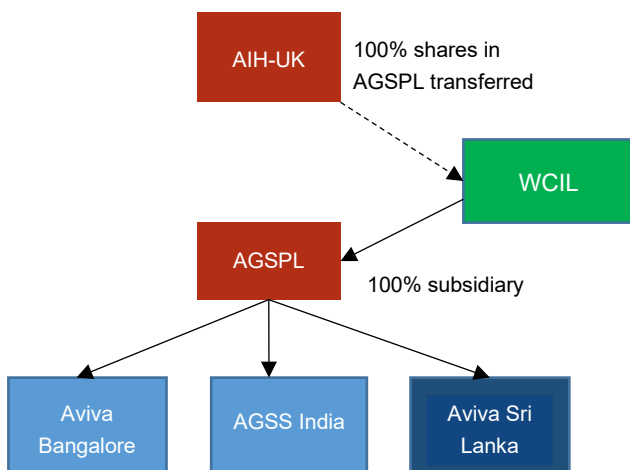 AIH-UK
100% shares in
AGSPL transferred
WCIL
AGSPL
100% subsidiary
Aviva
Bangalore
AGSS India
Aviva Sri
Lanka